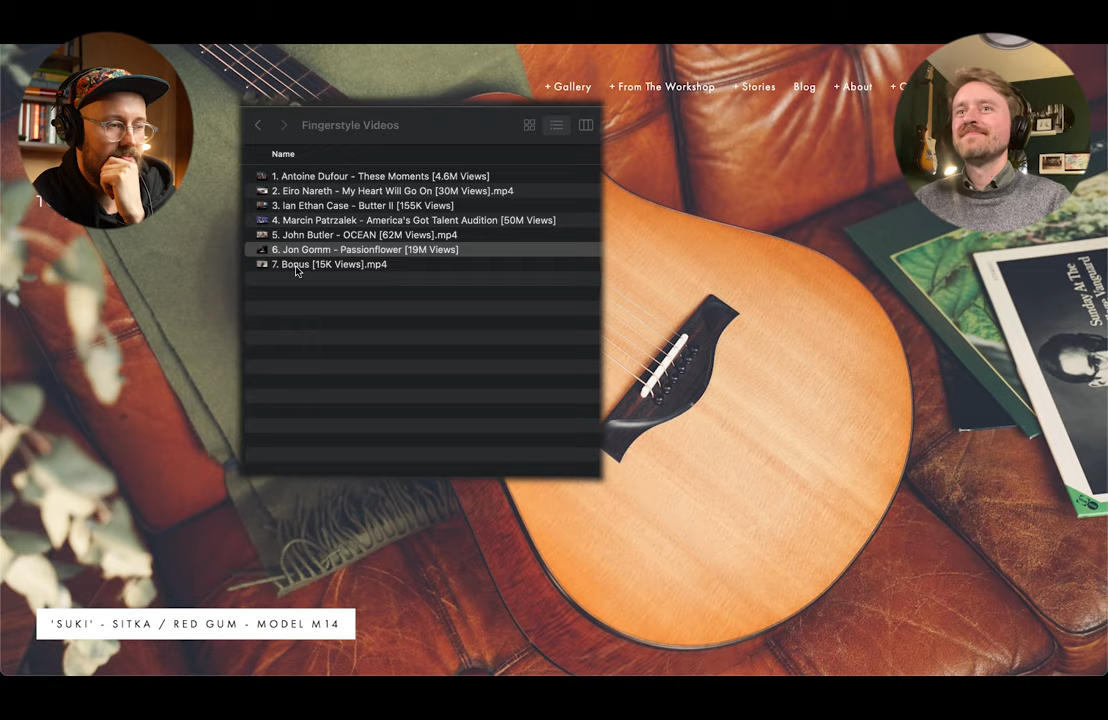 + Gallery + From The Workshop + Stories Blog + About
Fingerstyle Videos
Name
1. Antoine Dufour - These Moments [4.6M Views]
2. Eiro Nareth - My Heart Will Go On [30M Views].mp4
3. Ian Ethan Case - Butter II [155K Views]
4. Marcin Patrzalek - America's Got Talent Audition [50M Views]
5. John Butler - OCEAN [62M Views].mp4
6. Jon Gomm - Passionflower [19M Views]
7. Bonus [15K Views].mp4
Sunday At The
Vanguard
'SUKI' - SITKA / RED GUM - MODEL M14